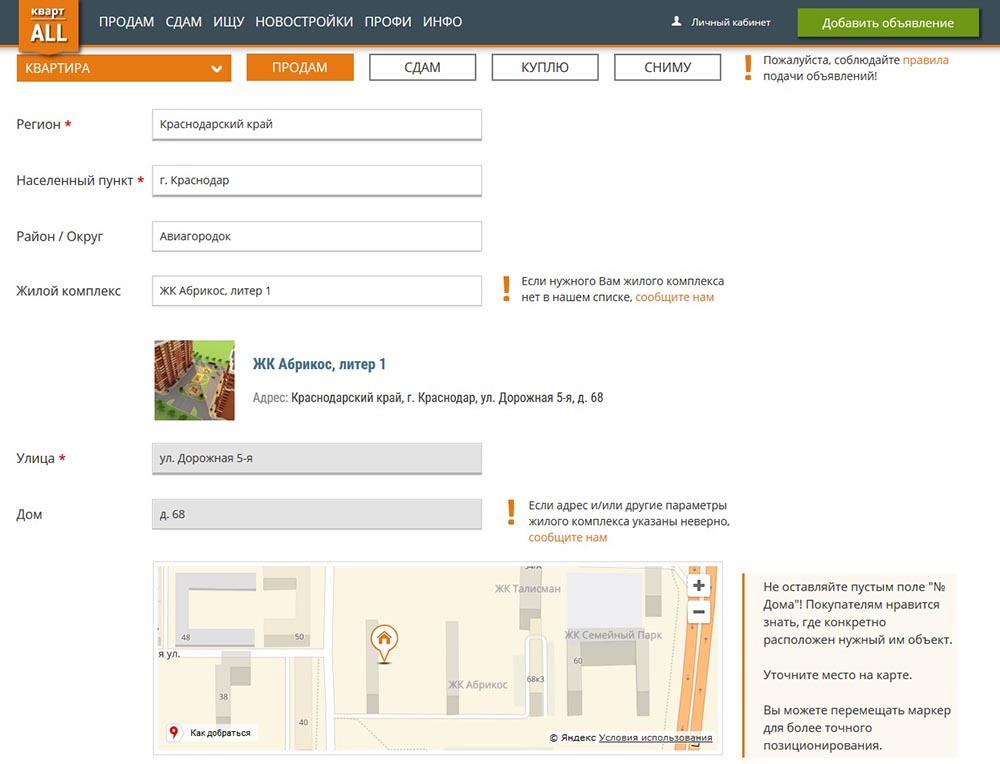 кварт
ALL
ПРОДАМ СДАМ ИЩУ НОВОСТРОЙКИ ПРОФИ ИНФО
Личный кабинет
Добавить объявление
КВАРТИРА
ПРОДАМ
СДАМ
КУПЛЮ
СНИМУ
! Пожалуйста, соблюдайте правила
подачи объявлений!
Регион *
Краснодарский край
Населенный пункт *
г. Краснодар
Район / Округ
Авиагородок
Жилой комплекс
ЖК Абрикос, литер 1
! Если нужного Вам жилого комплекса
нет в нашем списке, сообщите нам
ЖК Абрикос, литер 1
Адрес: Краснодарский край, г. Краснодар, ул. Дорожная 5-я, д. 68
Улица *
ул. Дорожная 5-я
Дом
д. 68
! Если адрес и/или другие параметры
жилого комплекса указаны неверно,
сообщите нам
ЖК Талисман
48
50
ЖК Семейный Парк
я ул.
60
68к3
ЖК Абрикос
38
40
Как добраться
© Яндекс Условия использования
Не оставляйте пустым поле "№
Дома"! Покупателям нравится
знать, где конкретно
расположен нужный им объект.
Уточните место на карте.
Вы можете перемещать маркер
для более точного
позиционирования.